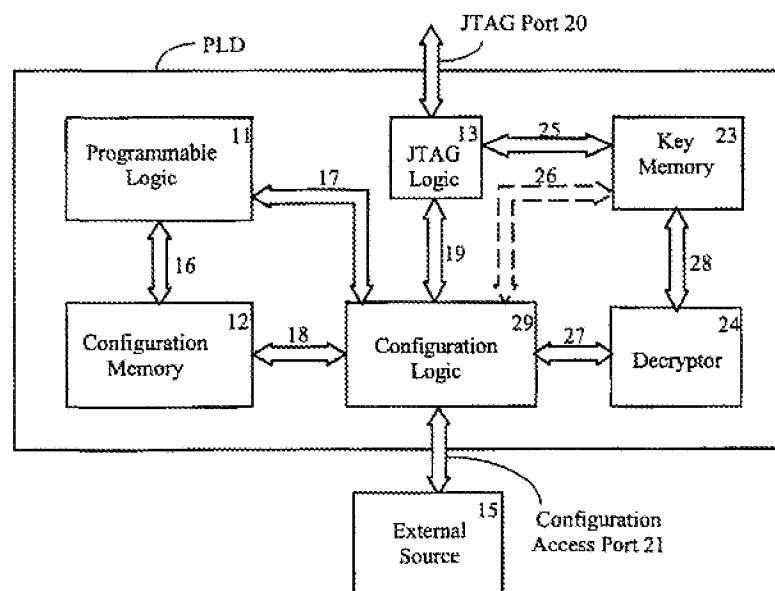 JTAG Port 20
PLD
11
Programmable
Logic
13
JTAG
Logic
25
23
Key
Memory
17
26
16
19
28
12
Configuration
Memory
18
29
Configuration
Logic
27
24
Decryptor
15
External
Source
Configuration
Access Port 21